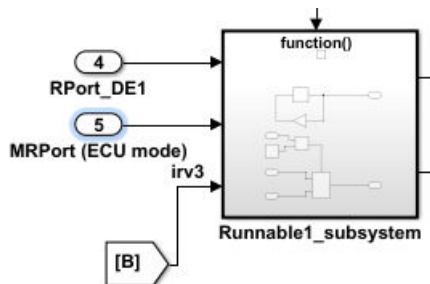 function()
4
RPort_DE1
5
MRPort (ECU mode)
irv3
[B]
Runnable1_subsystem